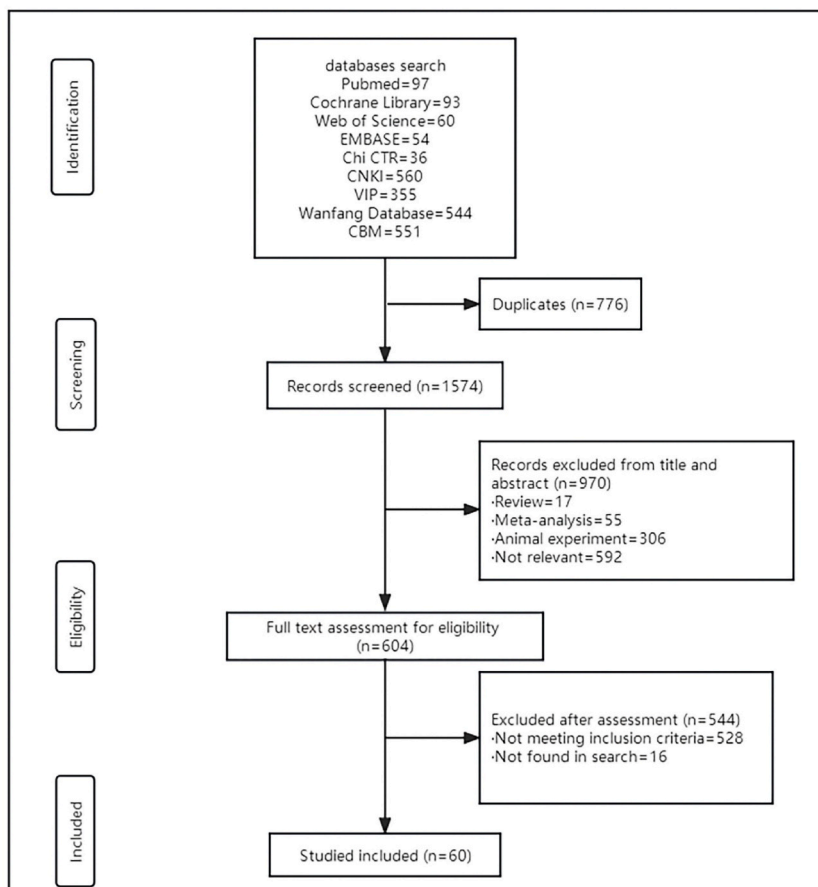 Identification
databases search
Pubmed=97
Cochrane Library=93
Web of Science=60
EMBASE=54
Chi CTR=36
CNKI=560
VIP=355
Wanfang Database=544
CBM=551
Duplicates (n=776)
Screening
Records screened (n=1574)
Records excluded from title and
abstract (n=970)
·Review=17
·Meta-analysis=55
·Animal experiment=306
·Not relevant=592
Eligibility
Full text assessment for eligibility
(n=604)
Excluded after assessment (n=544)
·Not meeting inclusion criteria=528
·Not found in search=16
Included
Studied included (n=60)